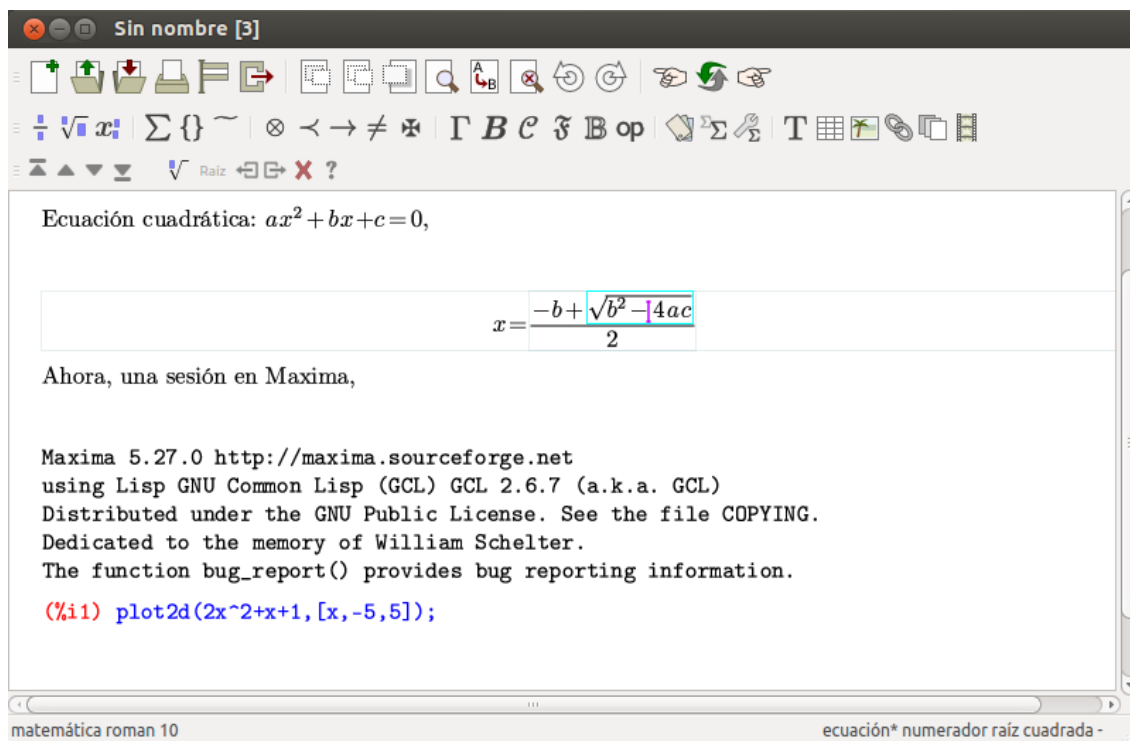 Sin nombre [3]
Raíz
Ecuación cuadrática: ax² + bx + c = 0,
x = (−b + √(b² − 4ac)) / 2
Ahora, una sesión en Maxima,
Maxima 5.27.0 http://maxima.sourceforge.net
using Lisp GNU Common Lisp (GCL) GCL 2.6.7 (a.k.a. GCL)
Distributed under the GNU Public License. See the file COPYING.
Dedicated to the memory of William Schelter.
The function bug_report() provides bug reporting information.
(%i1) plot2d(2x^2+x+1,[x,-5,5]);
matemática roman 10
ecuación* numerador raíz cuadrada -